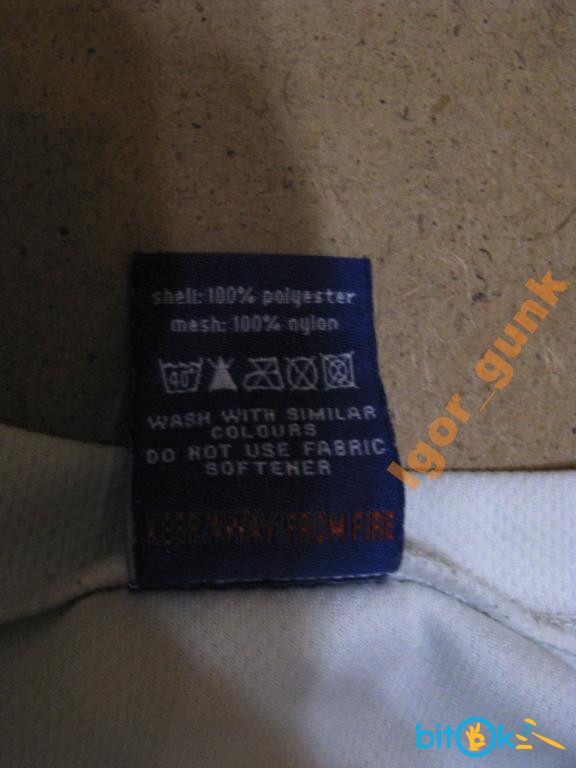 shell: 100% polyester
mesh: 100% nylon
40°
WASH WITH SIMILAR
COLOURS
DO NOT USE FABRIC
SOFTENER
KEEP AWAY FROM FIRE
Igor_gunk
bitOk